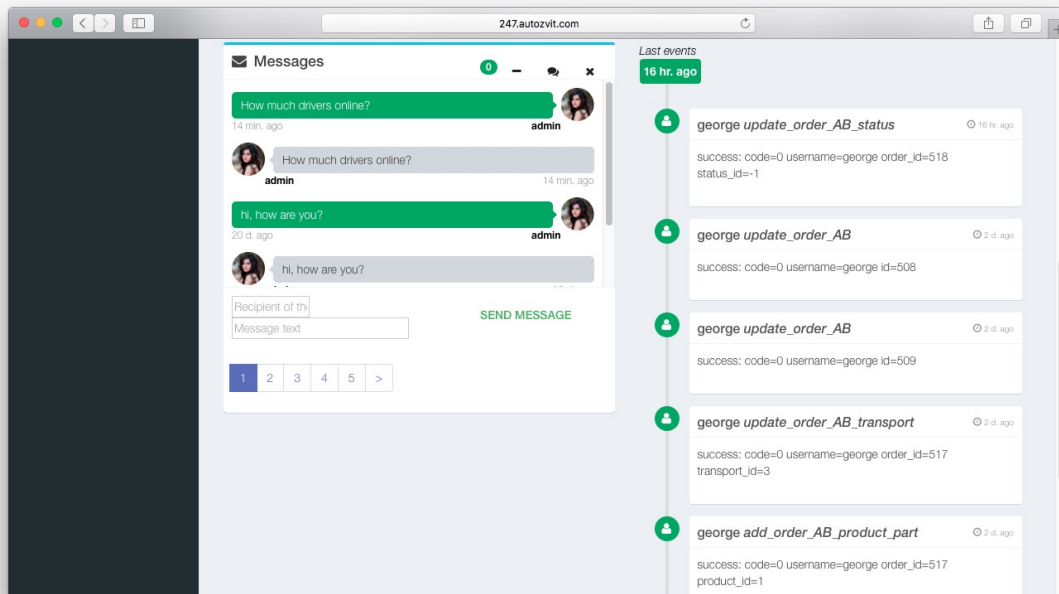 247.autozvit.com
Messages
0
How much drivers online?
14 min. ago
admin
How much drivers online?
admin
14 min. ago
hi, how are you?
20 d. ago
admin
hi, how are you?
Recipient of th
Message text
SEND MESSAGE
1 2 3 4 5 >
Last events
16 hr. ago
george update_order_AB_status
16 hr. ago
success: code=0 username=george order_id=518
status_id=-1
george update_order_AB
2 d. ago
success: code=0 username=george id=508
george update_order_AB
2 d. ago
success: code=0 username=george id=509
george update_order_AB_transport
2 d. ago
success: code=0 username=george order_id=517
transport_id=3
george add_order_AB_product_part
2 d. ago
success: code=0 username=george order_id=517
product_id=1